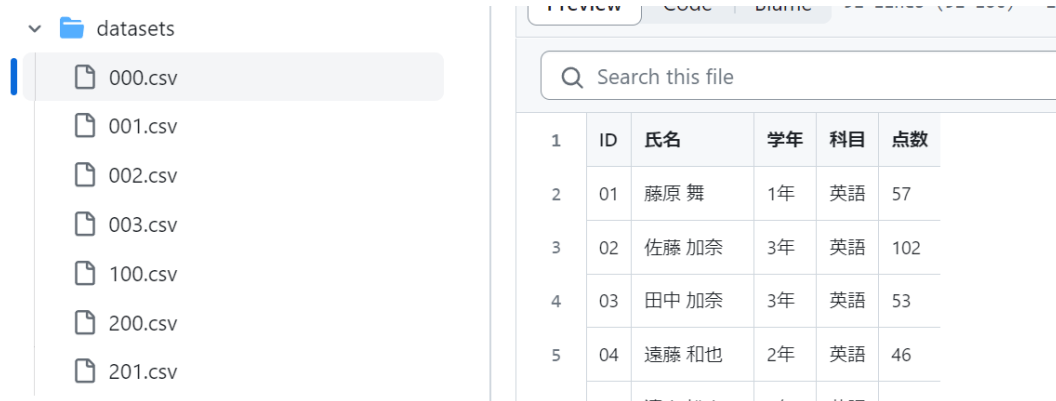 datasets
000.csv
001.csv
002.csv
003.csv
100.csv
200.csv
201.csv
Preview Code Blame
Search this file
1 ID 氏名 学年 科目 点数
2 01 藤原 舞 1年 英語 57
3 02 佐藤 加奈 3年 英語 102
4 03 田中 加奈 3年 英語 53
5 04 遠藤 和也 2年 英語 46